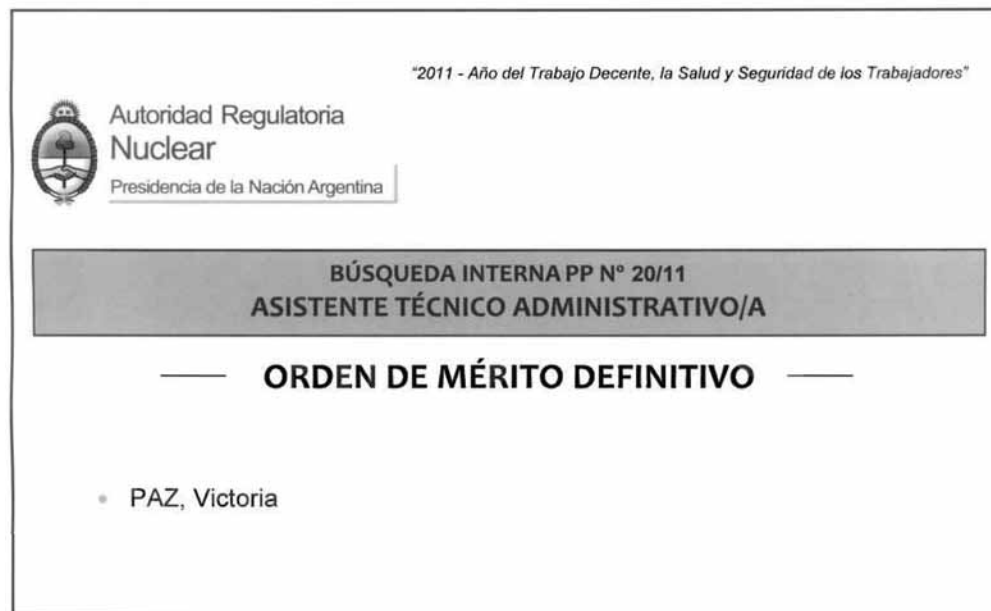 "2011 - Año del Trabajo Decente, la Salud y Seguridad de los Trabajadores"
Autoridad Regulatoria
Nuclear
Presidencia de la Nación Argentina
BÚSQUEDA INTERNA PP Nº 20/11
ASISTENTE TÉCNICO ADMINISTRATIVO/A
ORDEN DE MÉRITO DEFINITIVO
PAZ, Victoria